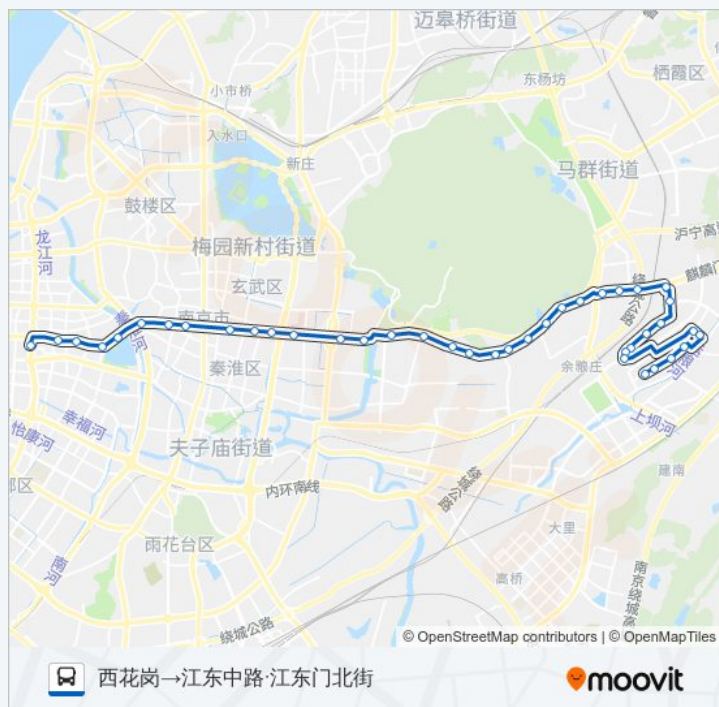 迈皋桥街道
东杨坊
栖霞区
小市桥
入水口
新庄
马群街道
鼓楼区
龙江河
梅园新村街道
沪宁高
麒麟门
玄武区
绕城公路
南京市
秦淮区
余粮庄
幸福河
上坝河
怡康河
夫子庙街道
绕城公路
建南
内环南线
大里
雨花台区
南河
高桥
绕城公路
南京绕城高
© OpenStreetMap contributors | © OpenMapTiles
西花岗→江东中路·江东门北街
moovit